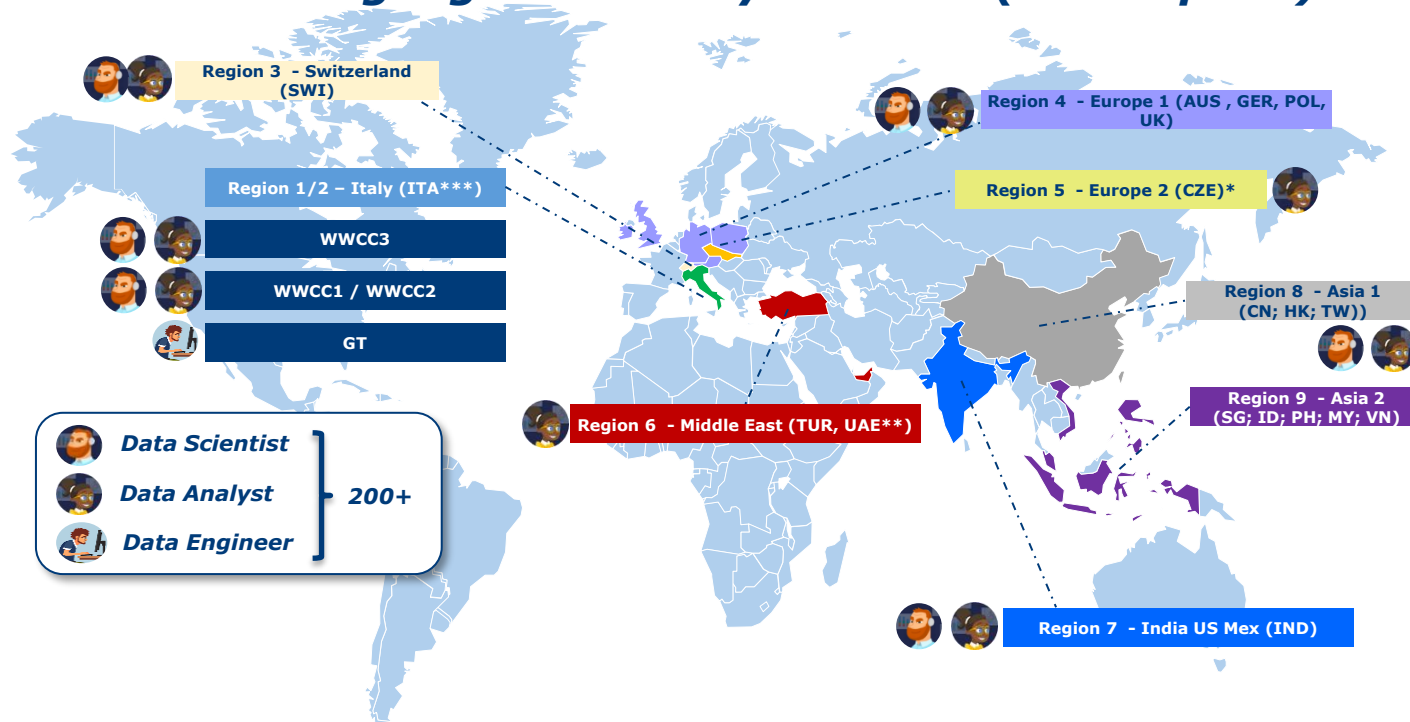 Region 3 - Switzerland
(SWI)
Region 4 - Europe 1 (AUS , GER, POL,
UK)
Region 1/2 – Italy (ITA***)
Region 5 - Europe 2 (CZE)*
WWCC3
WWCC1 / WWCC2
GT
Region 8 - Asia 1
(CN; HK; TW))
Region 9 - Asia 2
(SG; ID; PH; MY; VN)
Region 6 - Middle East (TUR, UAE**)
Data Scientist
Data Analyst
Data Engineer
200+
Region 7 - India US Mex (IND)